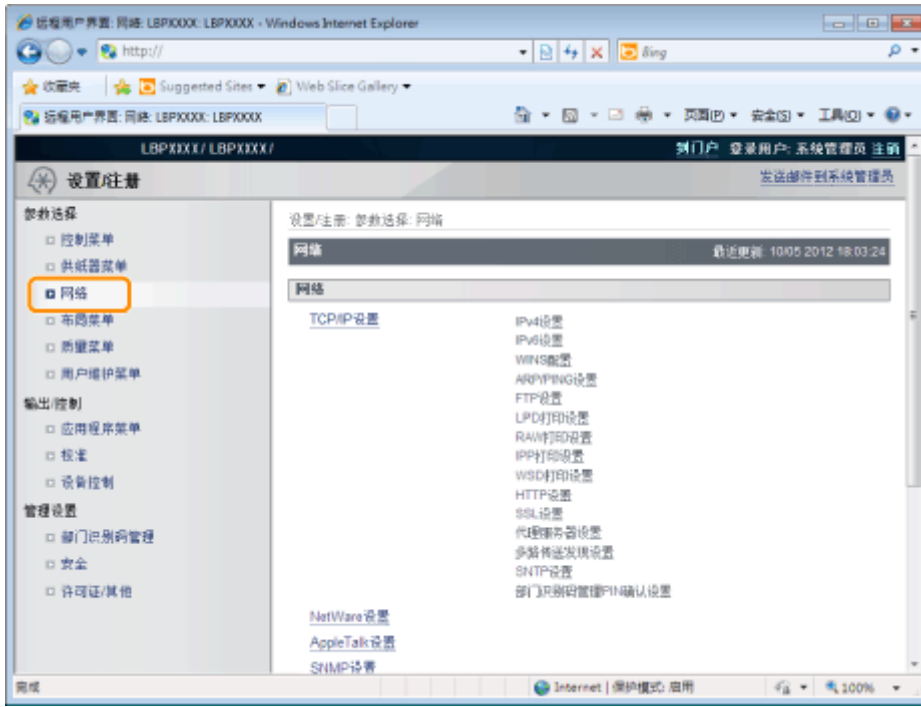 远程用户界面: 网络: LBPXXXX: LBPXXXX - Windows Internet Explorer
http://
Bing
收藏夹 Suggested Sites Web Slice Gallery
远程用户界面: 网络: LBPXXXX: LBPXXXX 页面(P) 安全(S) 工具(O)
LBPXXXX / LBPXXXX / 到门户 登录用户: 系统管理员 注销
设置/注册 发送邮件到系统管理员
参数选择
控制菜单
供纸器菜单
网络
布局菜单
质量菜单
用户维护菜单
输出/控制
应用程序菜单
校准
设备控制
管理设置
部门识别码管理
安全
许可证/其他
设置/注册: 参数选择: 网络
网络 最近更新: 10/05 2012 18:03:24
网络
TCP/IP设置 IPv4设置
IPv6设置
WINS配置
ARP/PING设置
FTP设置
LPD打印设置
RAW打印设置
IPP打印设置
WSD打印设置
HTTP设置
SSL设置
代理服务器设置
多路传送发现设置
SNTP设置
部门识别码管理PIN确认设置
NetWare设置
AppleTalk设置
SNMP设置
完成 Internet | 保护模式: 启用 100%